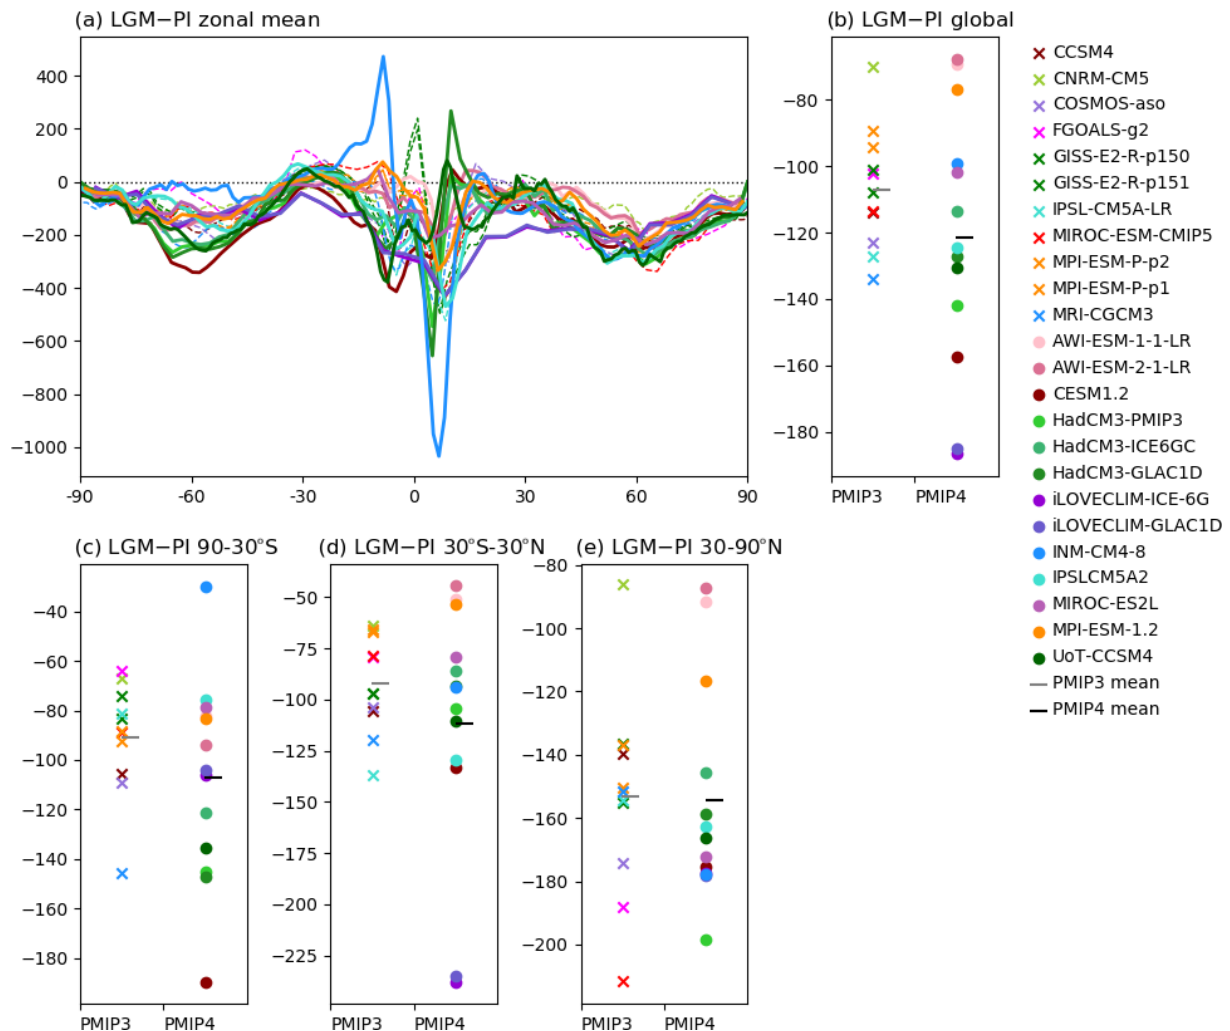 (a) LGM−PI zonal mean
400
200
0
−200
−400
−600
−800
−1000
-90
-60
-30
0
30
60
90
(b) LGM−PI global
−80
−100
−120
−140
−160
−180
PMIP3
PMIP4
CCSM4
CNRM-CM5
COSMOS-aso
FGOALS-g2
GISS-E2-R-p150
GISS-E2-R-p151
IPSL-CM5A-LR
MIROC-ESM-CMIP5
MPI-ESM-P-p2
MPI-ESM-P-p1
MRI-CGCM3
AWI-ESM-1-1-LR
AWI-ESM-2-1-LR
CESM1.2
HadCM3-PMIP3
HadCM3-ICE6GC
HadCM3-GLAC1D
iLOVECLIM-ICE-6G
iLOVECLIM-GLAC1D
INM-CM4-8
IPSLCM5A2
MIROC-ES2L
MPI-ESM-1.2
UoT-CCSM4
PMIP3 mean
PMIP4 mean
(c) LGM−PI 90-30°S
−40
−60
−80
−100
−120
−140
−160
−180
PMIP3
PMIP4
(d) LGM−PI 30°S-30°N
−50
−75
−100
−125
−150
−175
−200
−225
PMIP3
PMIP4
(e) LGM−PI 30-90°N
−80
−100
−120
−140
−160
−180
−200
PMIP3
PMIP4